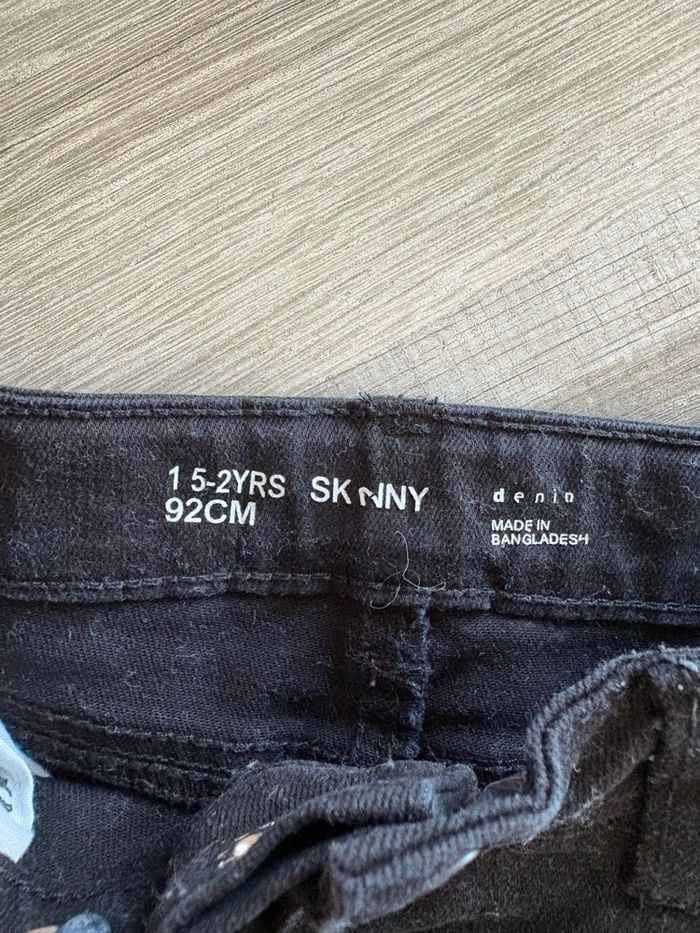 1 5-2YRS SKINNY
92CM
denim
MADE IN
BANGLADESH